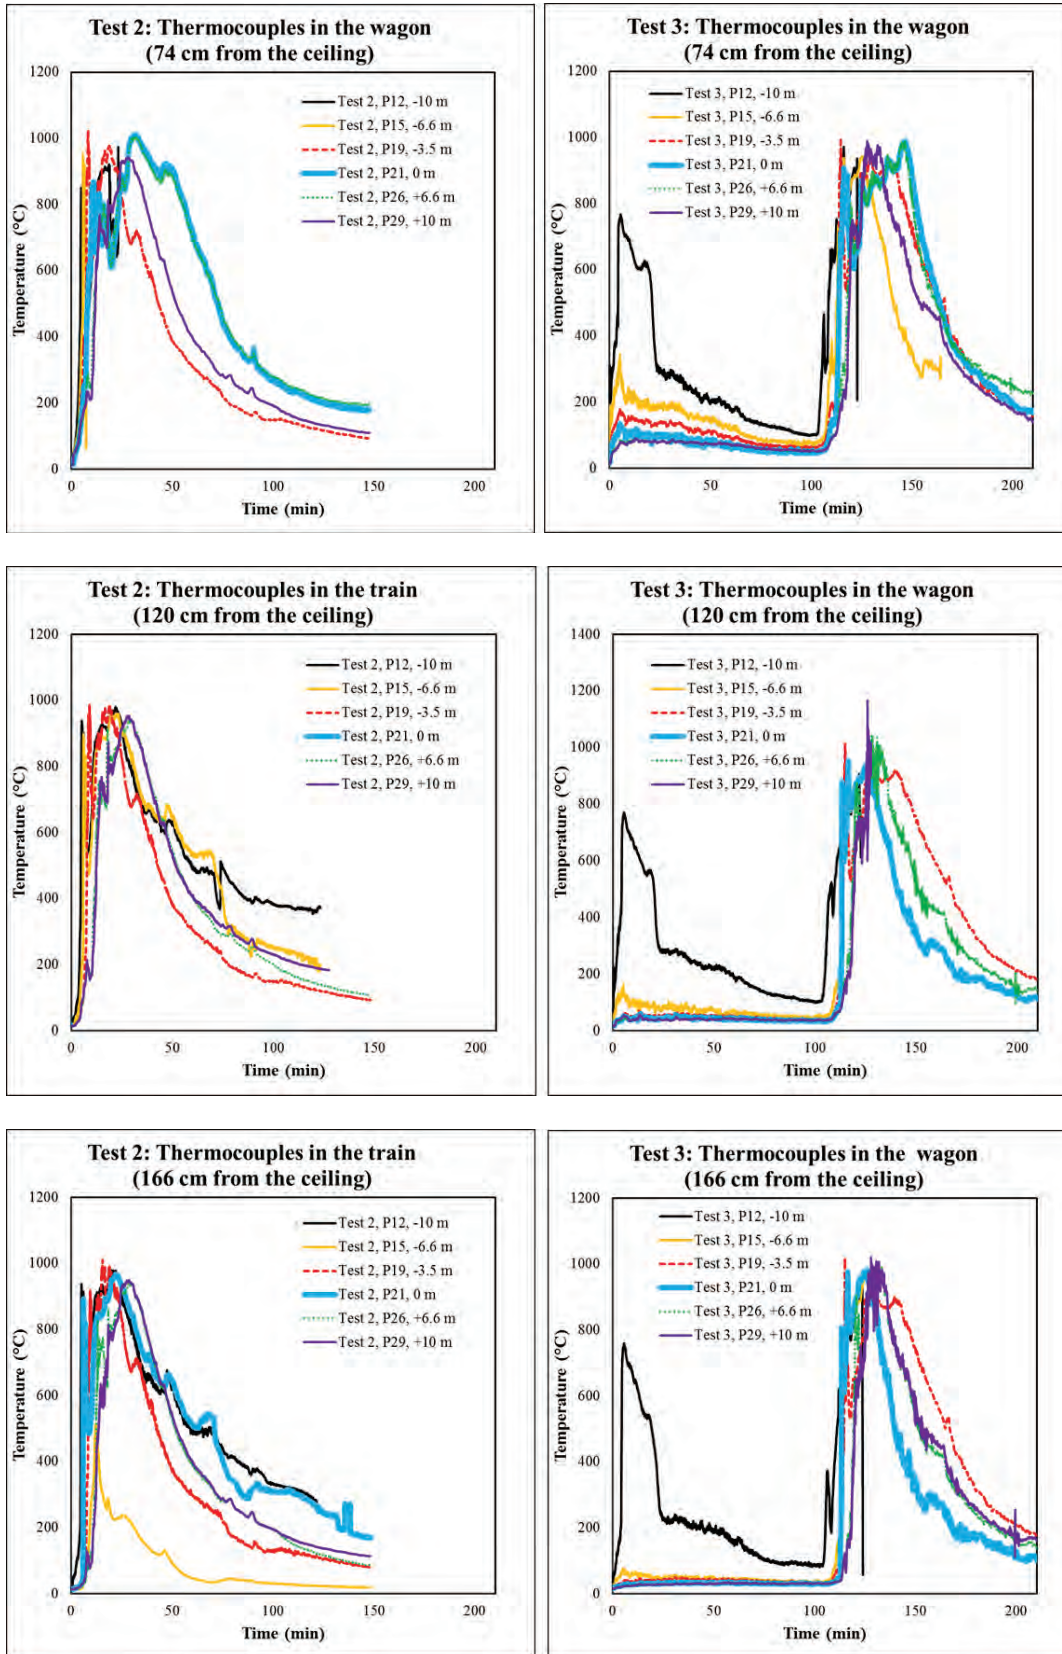 Test 2: Thermocouples in the wagon
(74 cm from the ceiling)
1200
1000
800
600
400
200
0
Temperature (°C)
Test 2, P12, -10 m
Test 2, P15, -6.6 m
Test 2, P19, -3.5 m
Test 2, P21, 0 m
Test 2, P26, +6.6 m
Test 2, P29, +10 m
0 50 100 150 200
Time (min)
Test 3: Thermocouples in the wagon
(74 cm from the ceiling)
1200
1000
800
600
400
200
0
Temperature (°C)
Test 3, P12, -10 m
Test 3, P15, -6.6 m
Test 3, P19, -3.5 m
Test 3, P21, 0 m
Test 3, P26, +6.6 m
Test 3, P29, +10 m
0 50 100 150 200
Time (min)
Test 2: Thermocouples in the train
(120 cm from the ceiling)
1200
1000
800
600
400
200
0
Temperature (°C)
Test 2, P12, -10 m
Test 2, P15, -6.6 m
Test 2, P19, -3.5 m
Test 2, P21, 0 m
Test 2, P26, +6.6 m
Test 2, P29, +10 m
0 50 100 150 200
Time (min)
Test 3: Thermocouples in the wagon
(120 cm from the ceiling)
1400
1200
1000
800
600
400
200
0
Temperature (°C)
Test 3, P12, -10 m
Test 3, P15, -6.6 m
Test 3, P19, -3.5 m
Test 3, P21, 0 m
Test 3, P26, +6.6 m
Test 3, P29, +10 m
0 50 100 150 200
Time (min)
Test 2: Thermocouples in the train
(166 cm from the ceiling)
1200
1000
800
600
400
200
0
Temperature (°C)
Test 2, P12, -10 m
Test 2, P15, -6.6 m
Test 2, P19, -3.5 m
Test 2, P21, 0 m
Test 2, P26, +6.6 m
Test 2, P29, +10 m
0 50 100 150 200
Time (min)
Test 3: Thermocouples in the wagon
(166 cm from the ceiling)
1200
1000
800
600
400
200
0
Temperature (°C)
Test 3, P12, -10 m
Test 3, P15, -6.6 m
Test 3, P19, -3.5 m
Test 3, P21, 0 m
Test 3, P26, +6.6 m
Test 3, P29, +10 m
0 50 100 150 200
Time (min)